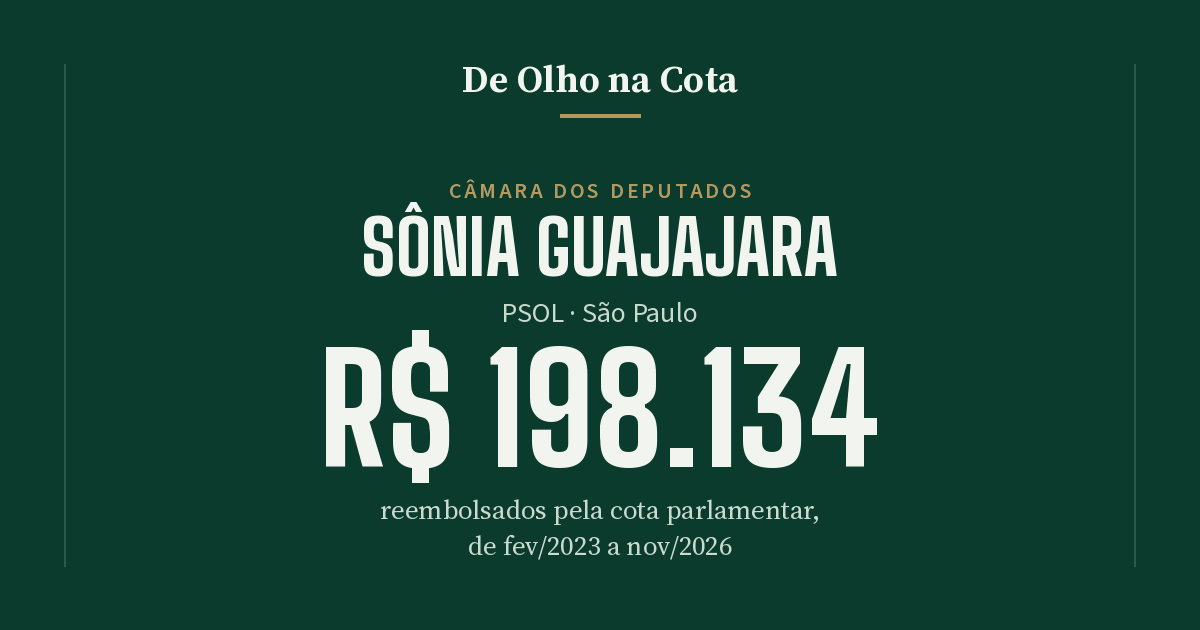 De Olho na Cota
CÂMARA DOS DEPUTADOS
SÔNIA GUAJAJARA
PSOL · São Paulo
R$ 198.134
reembolsados pela cota parlamentar,
de fev/2023 a nov/2026